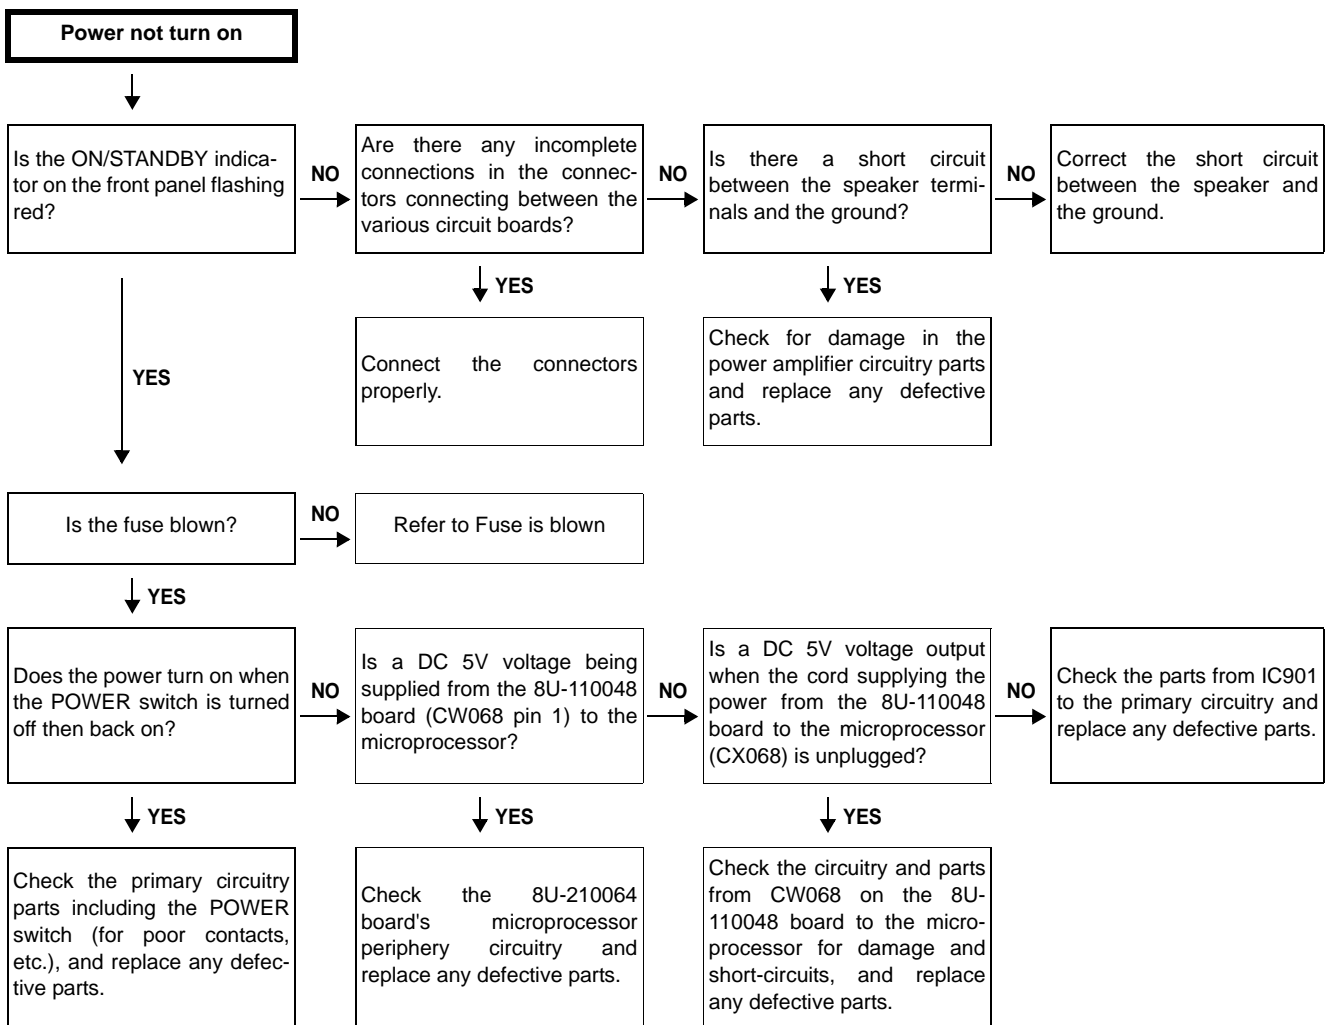 Power not turn on
Is the ON/STANDBY indica-
tor on the front panel flashing
red?
NO
Are there any incomplete
connections in the connec-
tors connecting between the
various circuit boards?
NO
Is there a short circuit
between the speaker termi-
nals and the ground?
NO
Correct the short circuit
between the speaker and
the ground.
YES
YES
YES
Connect the connectors
properly.
Check for damage in the
power amplifier circuitry parts
and replace any defective
parts.
Is the fuse blown?
NO
Refer to Fuse is blown
YES
Does the power turn on when
the POWER switch is turned
off then back on?
NO
Is a DC 5V voltage being
supplied from the 8U-110048
board (CW068 pin 1) to the
microprocessor?
NO
Is a DC 5V voltage output
when the cord supplying the
power from the 8U-110048
board to the microprocessor
(CX068) is unplugged?
NO
Check the parts from IC901
to the primary circuitry and
replace any defective parts.
YES
YES
YES
Check the primary circuitry
parts including the POWER
switch (for poor contacts,
etc.), and replace any defec-
tive parts.
Check the 8U-210064
board's microprocessor
periphery circuitry and
replace any defective parts.
Check the circuitry and parts
from CW068 on the 8U-
110048 board to the micro-
processor for damage and
short-circuits, and replace
any defective parts.